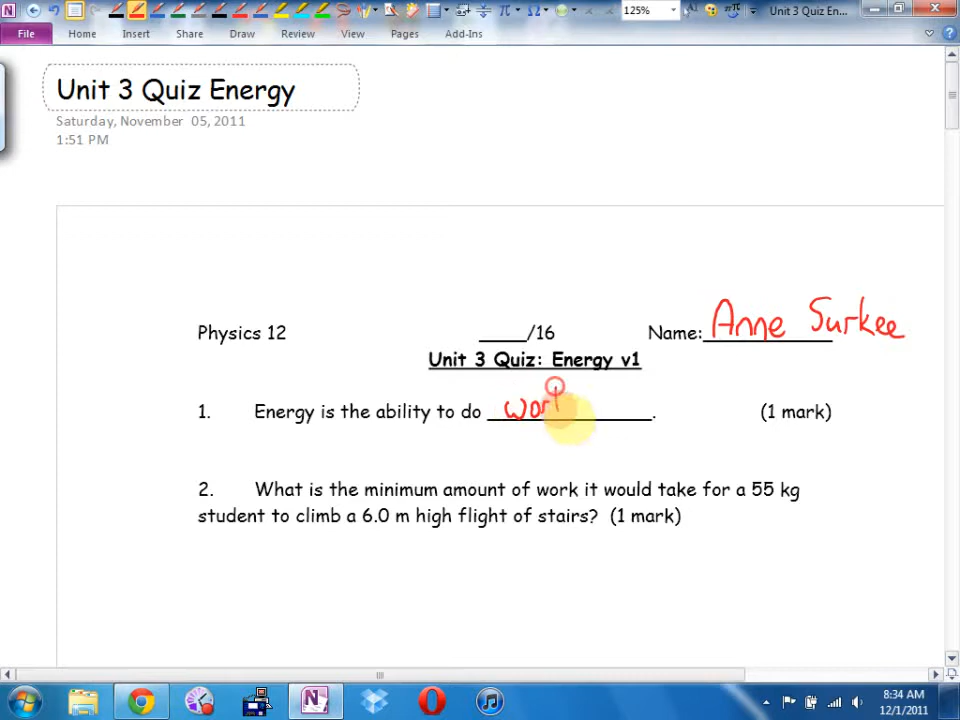 125%
Unit 3 Quiz En...
File Home Insert Share Draw Review View Pages Add-Ins
Unit 3 Quiz Energy
Saturday, November 05, 2011
1:51 PM
Physics 12 ____/16 Name: Anne Surkee
Unit 3 Quiz: Energy v1
1. Energy is the ability to do work. (1 mark)
2. What is the minimum amount of work it would take for a 55 kg
student to climb a 6.0 m high flight of stairs? (1 mark)
8:34 AM
12/1/2011